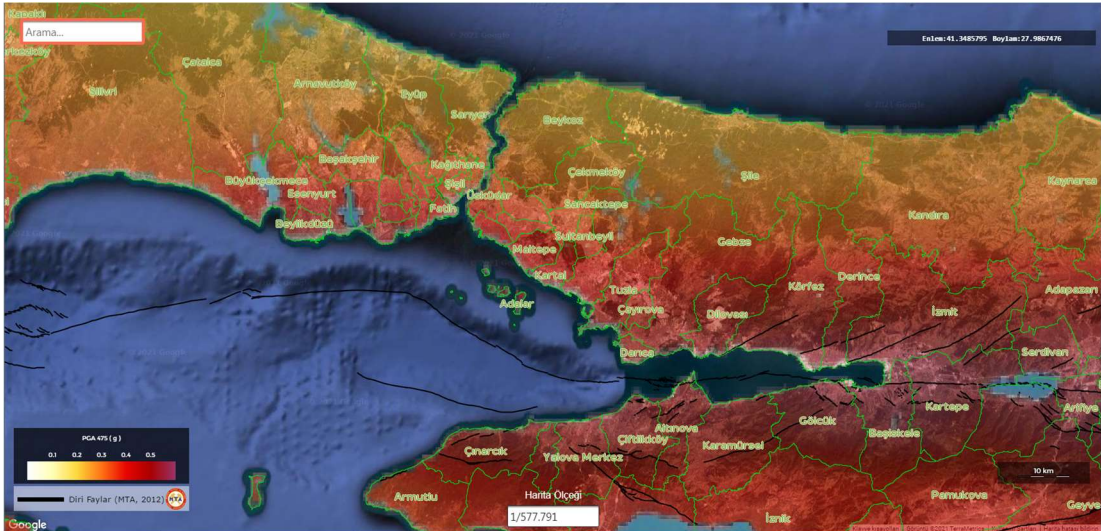 Kapaklı
Arama...
Enlem:41.3485795 Boylam:27.9867476
Çatalca
Silivri
Arnavutköy
Eyüp
Sarıyer
Beykoz
Başakşehir
Kağıthane
Çekmeköy
Şile
Kaynarca
Büyükçekmece
Esenyurt
Şişli
Üsküdar
Fatih
Sancaktepe
Kandıra
Beylikdüzü
Sultanbeyli
Maltepe
Gebze
Kartal
Derince
Körfez
Adapazarı
Tuzla
Adalar
Çayırova
Dilovası
İzmit
Darıca
Serdivan
Kartepe
Arifiye
Gölcük
Altınova
Çiftlikköy
Karamürsel
Başiskele
PGA 475 ( g )
0.1 0.2 0.3 0.4 0.5
Çınarcık
Yalova Merkez
10 km
Diri Faylar (MTA, 2012)
MTA
Armutlu
Harita Ölçeği
1/577.791
Pamukova
Geyve
İznik
Google